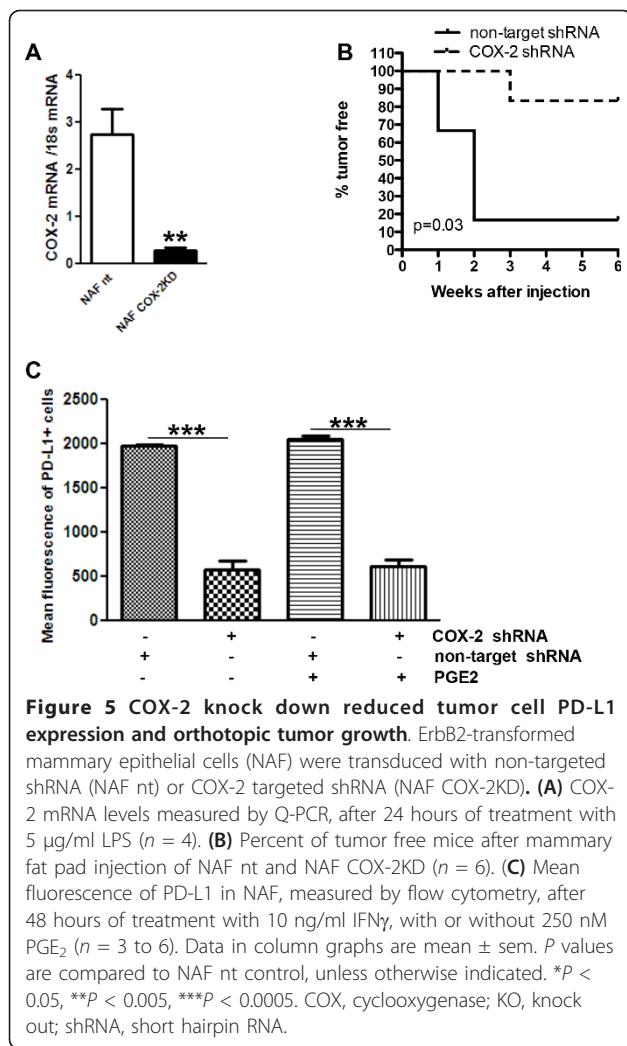 A
COX-2 mRNA /18s mRNA
4
3
2
1
0
**
NAF nt
NAF COX-2KD
B
non-target shRNA
COX-2 shRNA
% tumor free
100
90
80
70
60
50
40
30
20
10
0
p=0.03
0 1 2 3 4 5 6
Weeks after injection
C
Mean fluorescence of PD-L1+ cells
2500
2000
1500
1000
500
0
*** ***
- + - + COX-2 shRNA
+ - + - non-target shRNA
- - + + PGE2
Figure 5 COX-2 knock down reduced tumor cell PD-L1
expression and orthotopic tumor growth. ErbB2-transformed
mammary epithelial cells (NAF) were transduced with non-targeted
shRNA (NAF nt) or COX-2 targeted shRNA (NAF COX-2KD). (A) COX-
2 mRNA levels measured by Q-PCR, after 24 hours of treatment with
5 μg/ml LPS (n = 4). (B) Percent of tumor free mice after mammary
fat pad injection of NAF nt and NAF COX-2KD (n = 6). (C) Mean
fluorescence of PD-L1 in NAF, measured by flow cytometry, after
48 hours of treatment with 10 ng/ml IFNγ, with or without 250 nM
PGE₂ (n = 3 to 6). Data in column graphs are mean ± sem. P values
are compared to NAF nt control, unless otherwise indicated. *P <
0.05, **P < 0.005, ***P < 0.0005. COX, cyclooxygenase; KO, knock
out; shRNA, short hairpin RNA.